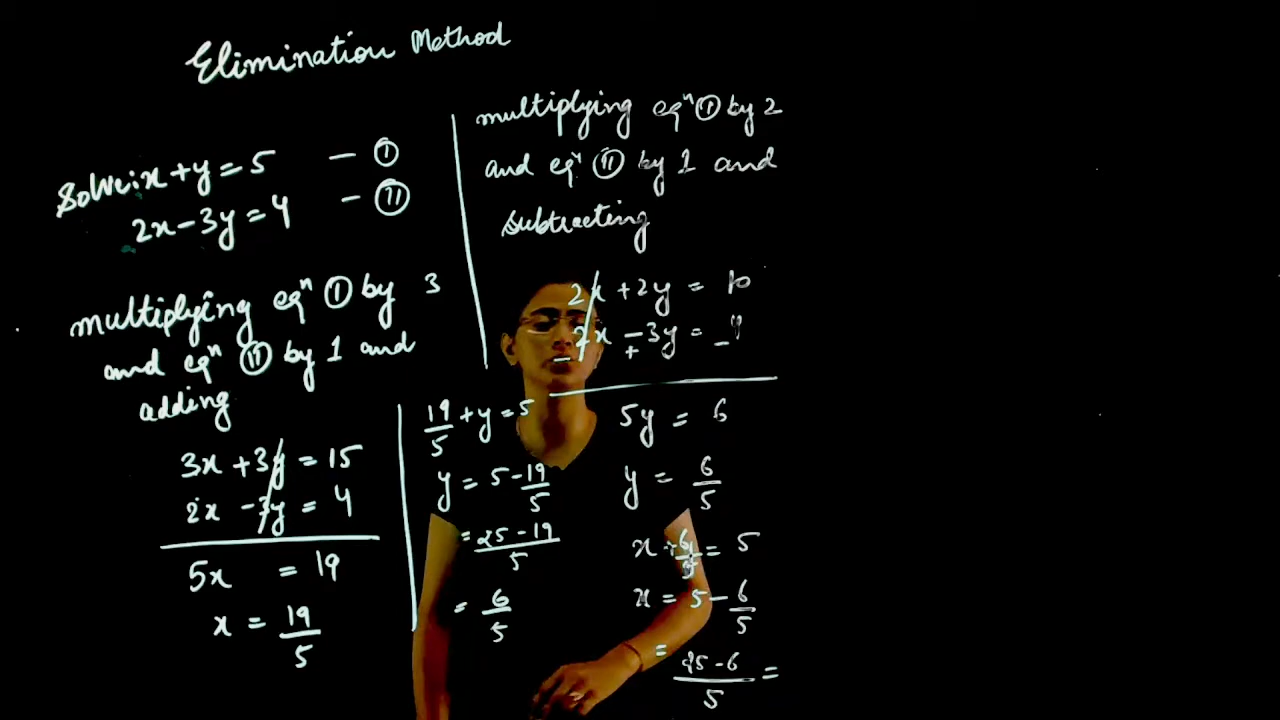 Elimination Method
Solve: x + y = 5 — (I)
2x - 3y = 4 — (II)
multiplying eqⁿ (I) by 3
and eqⁿ (II) by 1 and
adding
3x + 3y = 15
2x - 3y = 4
5x = 19
x = 19/5
19/5 + y = 5
y = 5 - 19/5
= 25 - 19/5
= 6/5
multiplying eqⁿ (I) by 2
and eqⁿ (II) by 1 and
subtracting
2x + 2y = 10
2x - 3y = 4
- + -
5y = 6
y = 6/5
x + 6/5 = 5
x = 5 - 6/5
= 25 - 6/5 =